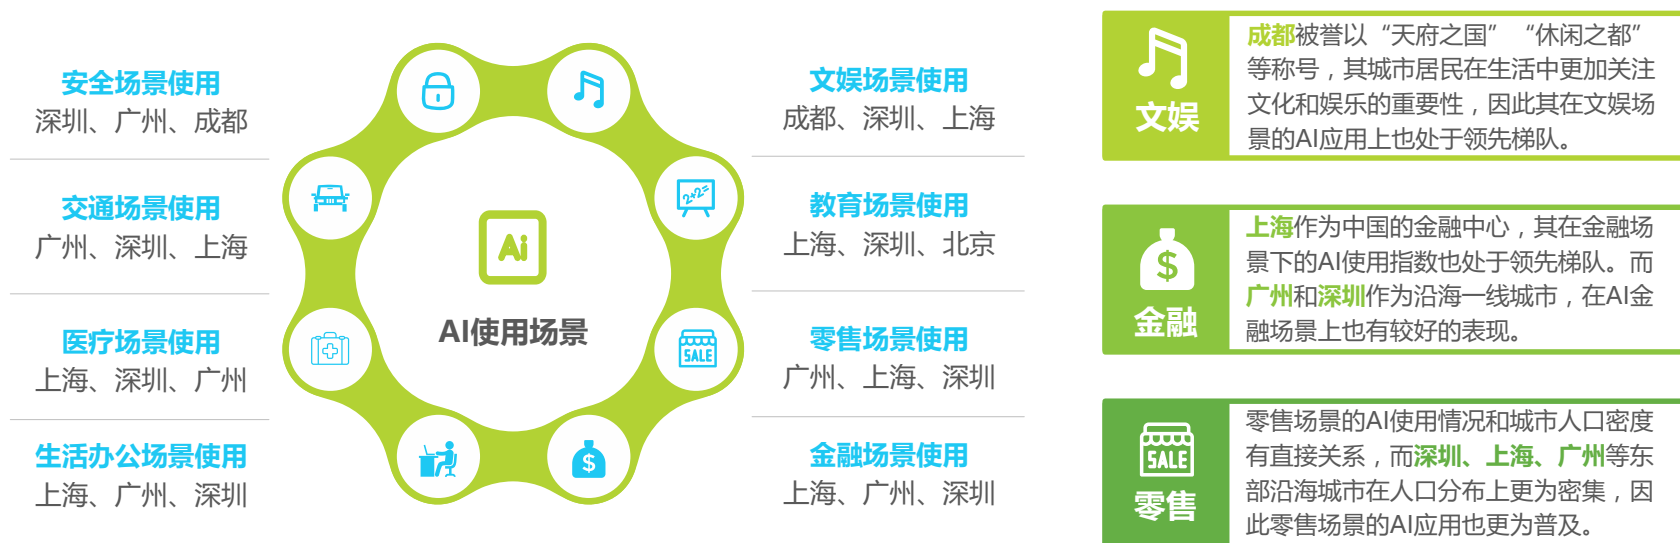 安全场景使用
深圳、广州、成都
交通场景使用
广州、深圳、上海
医疗场景使用
上海、深圳、广州
生活办公场景使用
上海、广州、深圳
Ai
AI使用场景
2+2=
SALE
$
文娱场景使用
成都、深圳、上海
教育场景使用
上海、深圳、北京
零售场景使用
广州、上海、深圳
金融场景使用
上海、广州、深圳
文娱
成都被誉以“天府之国”“休闲之都”
等称号，其城市居民在生活中更加关注
文化和娱乐的重要性，因此其在文娱场
景的AI应用上也处于领先梯队。
$
金融
上海作为中国的金融中心，其在金融场
景下的AI使用指数也处于领先梯队。而
广州和深圳作为沿海一线城市，在AI金
融场景上也有较好的表现。
SALE
零售
零售场景的AI使用情况和城市人口密度
有直接关系，而深圳、上海、广州等东
部沿海城市在人口分布上更为密集，因
此零售场景的AI应用也更为普及。